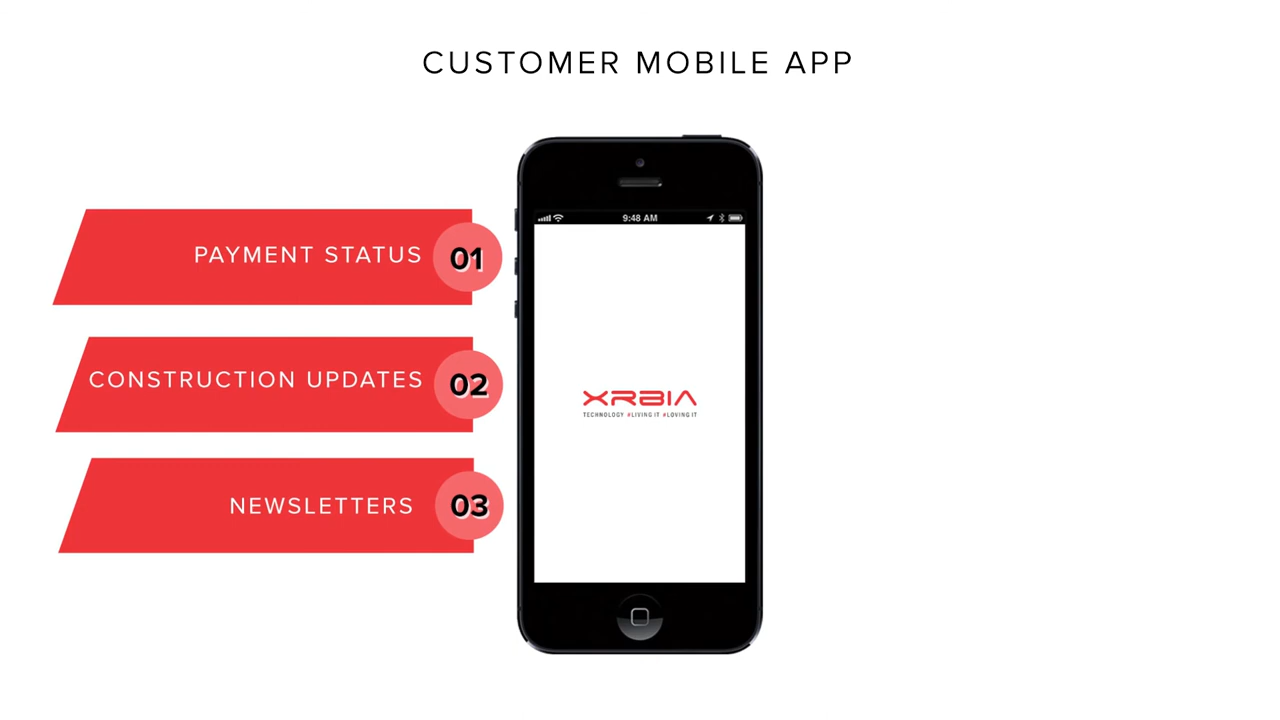 CUSTOMER MOBILE APP
9:48 AM
PAYMENT STATUS 01
CONSTRUCTION UPDATES 02
XRBIA
TECHNOLOGY #LIVING IT #LOVING IT
NEWSLETTERS 03